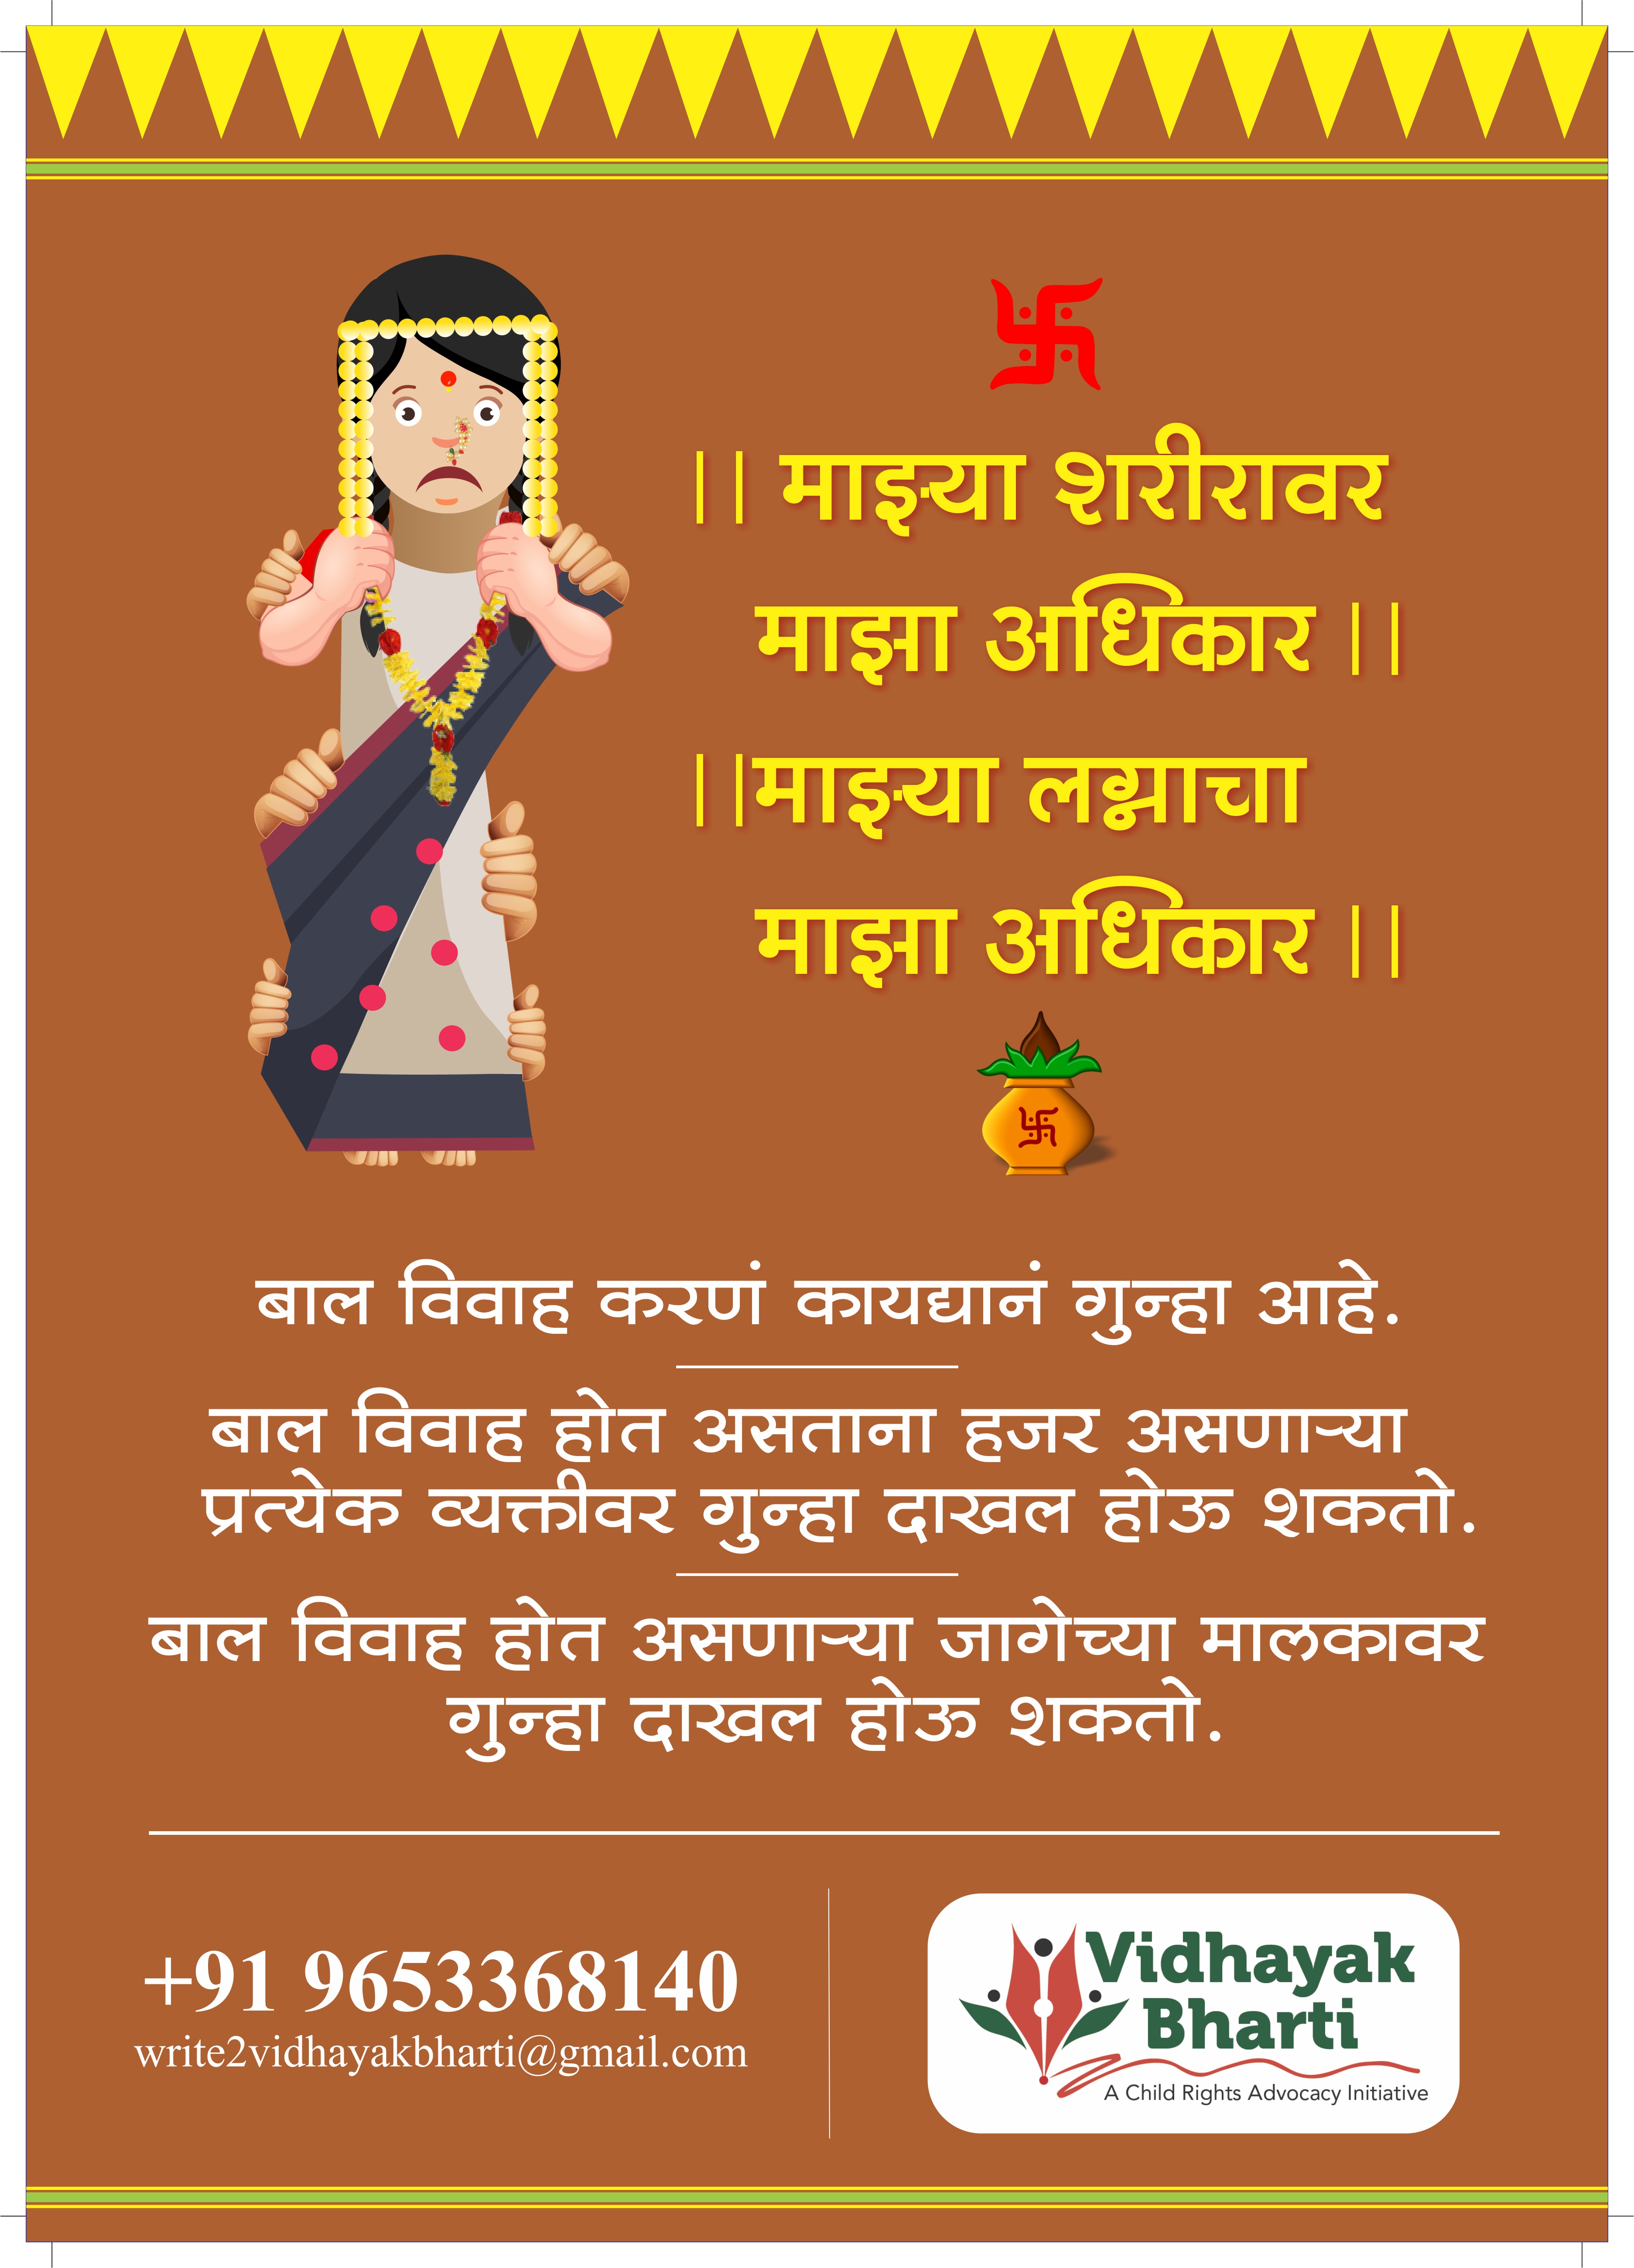 || माझ्या शरीरावर
माझा अधिकार ||
||माझ्या लग्नाचा
माझा अधिकार ||
बाल विवाह करणं कायद्यानं गुन्हा आहे.
बाल विवाह होत असताना हजर असणाऱ्या
प्रत्येक व्यक्तीवर गुन्हा दाखल होऊ शकतो.
बाल विवाह होत असणाऱ्या जागेच्या मालकावर
गुन्हा दाखल होऊ शकतो.
+91 9653368140
write2vidhayakbharti@gmail.com
Vidhayak
Bharti
A Child Rights Advocacy Initiative